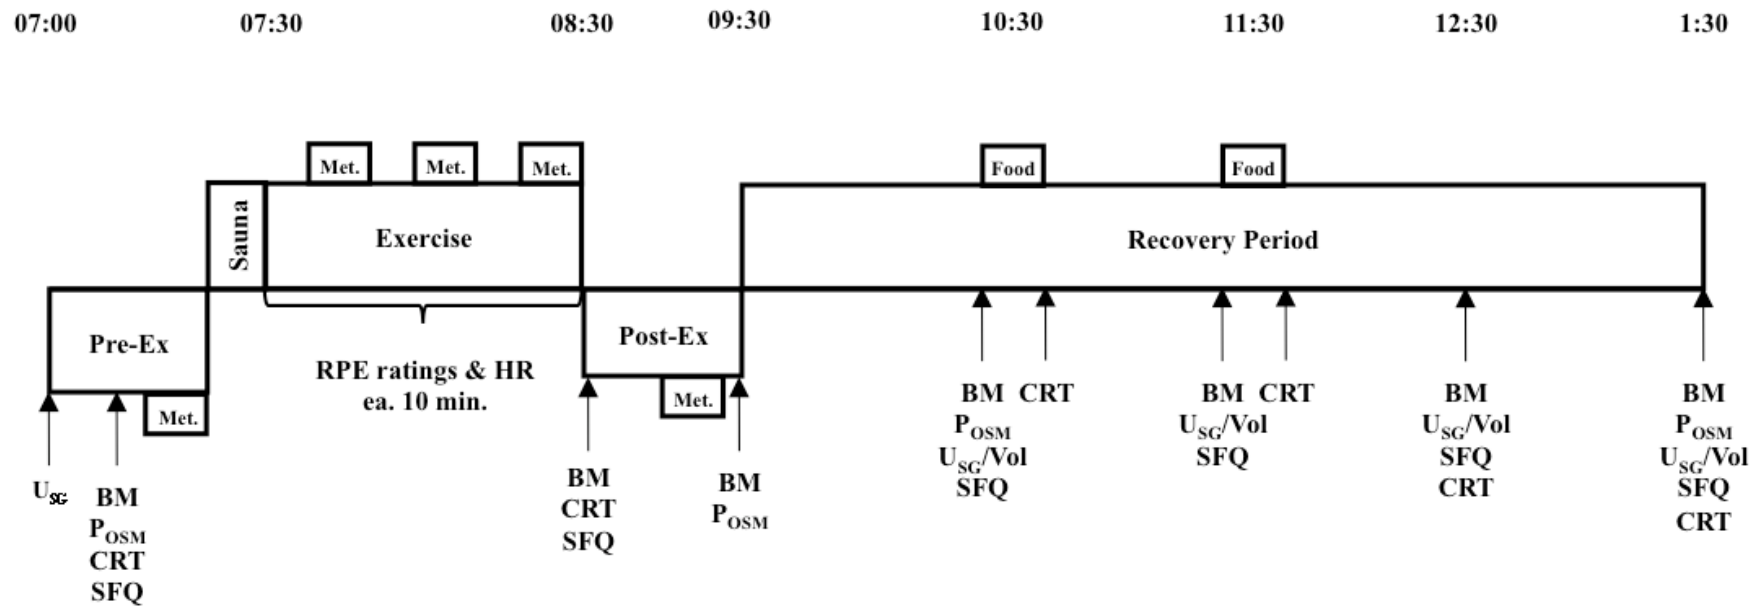 07:00 07:30 08:30 09:30 10:30 11:30 12:30 1:30
Met. Met. Met. Food Food
Sauna
Exercise
Recovery Period
Pre-Ex
Met.
RPE ratings & HR
ea. 10 min.
Post-Ex
Met.
USG
BM
POSM
CRT
SFQ
BM
CRT
SFQ
BM
POSM
BM CRT
POSM
USG/Vol
SFQ
BM CRT
USG/Vol
SFQ
BM
USG/Vol
SFQ
CRT
BM
POSM
USG/Vol
SFQ
CRT